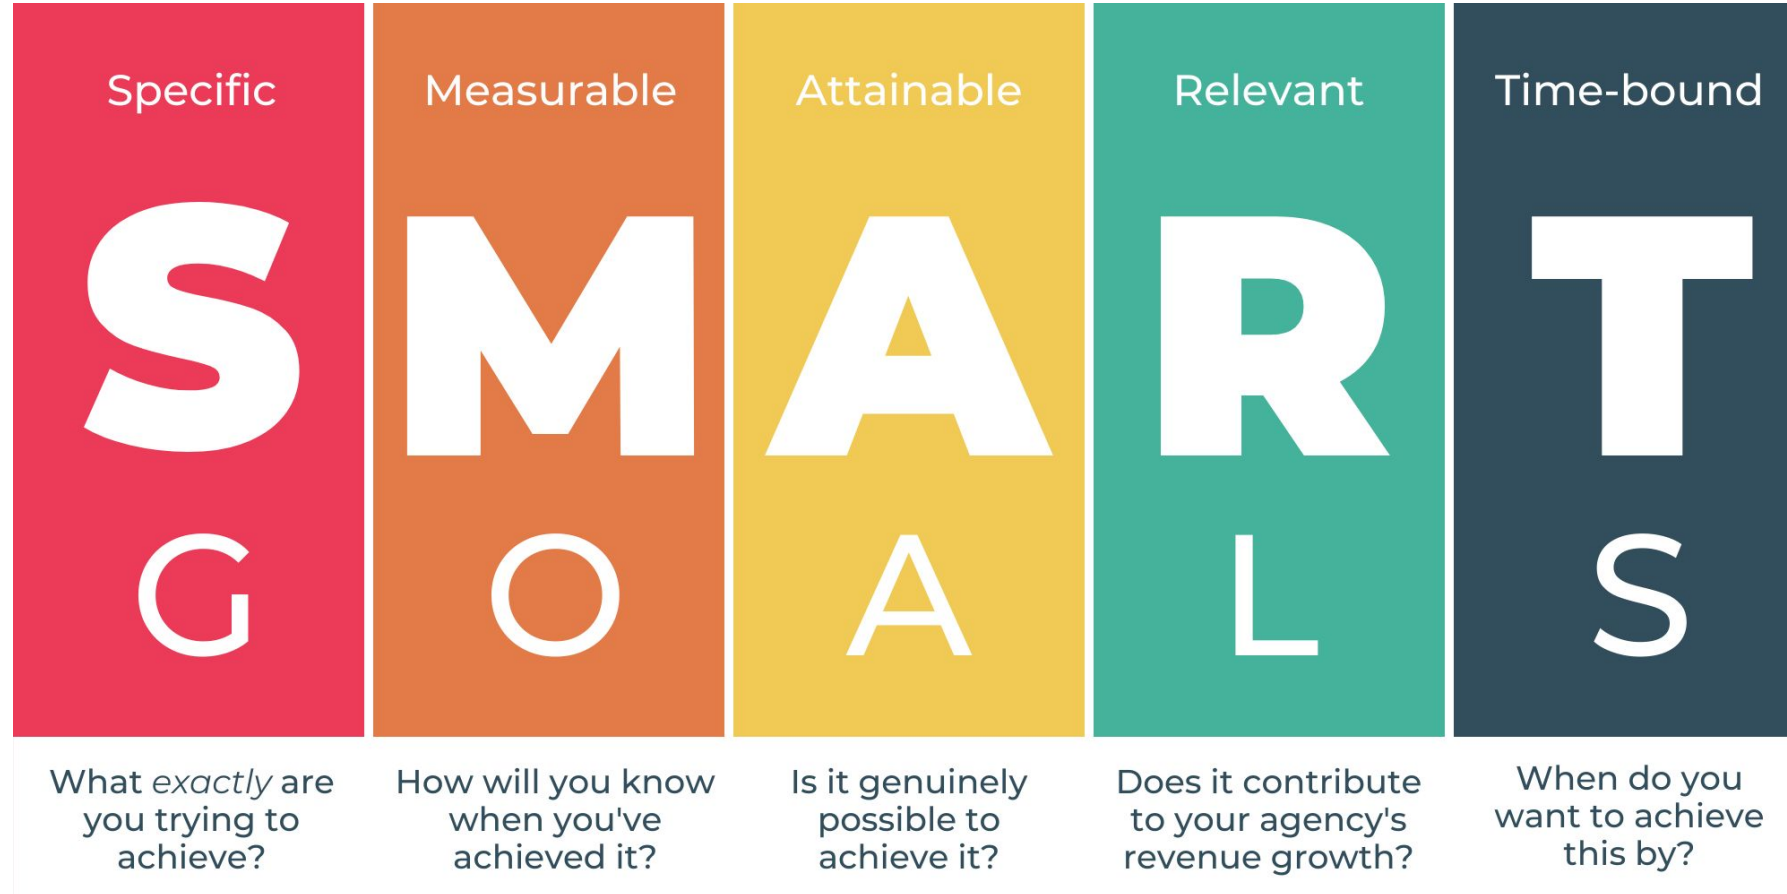 Specific
Measurable
Attainable
Relevant
Time-bound
S M A R T
G O A L S
What exactly are
you trying to
achieve?
How will you know
when you've
achieved it?
Is it genuinely
possible to
achieve it?
Does it contribute
to your agency's
revenue growth?
When do you
want to achieve
this by?